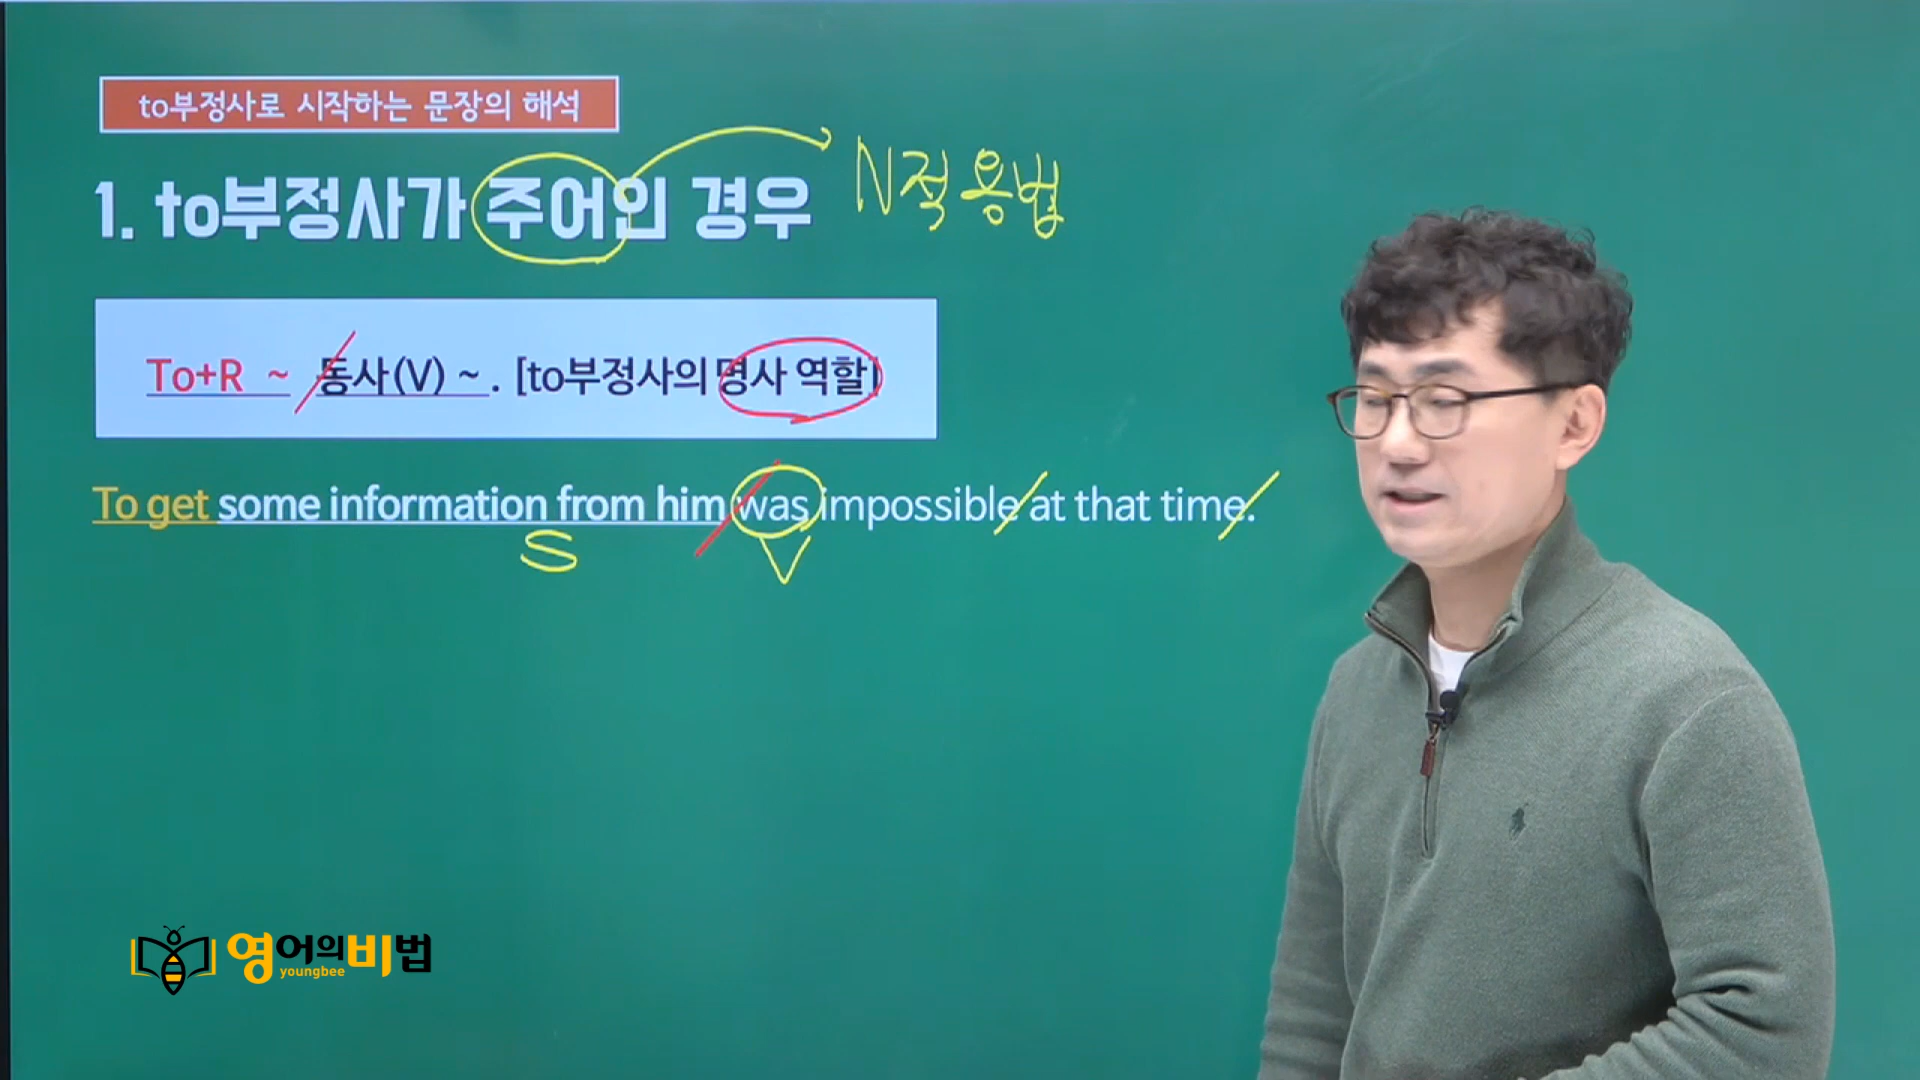 to부정사로 시작하는 문장의 해석
1. to부정사가 주어인 경우
N적용법
To+R ~ 동사(V) ~ . [to부정사의 명사 역할]
To get some information from him was impossible at that time.
S
V
영어의비법
youngbee